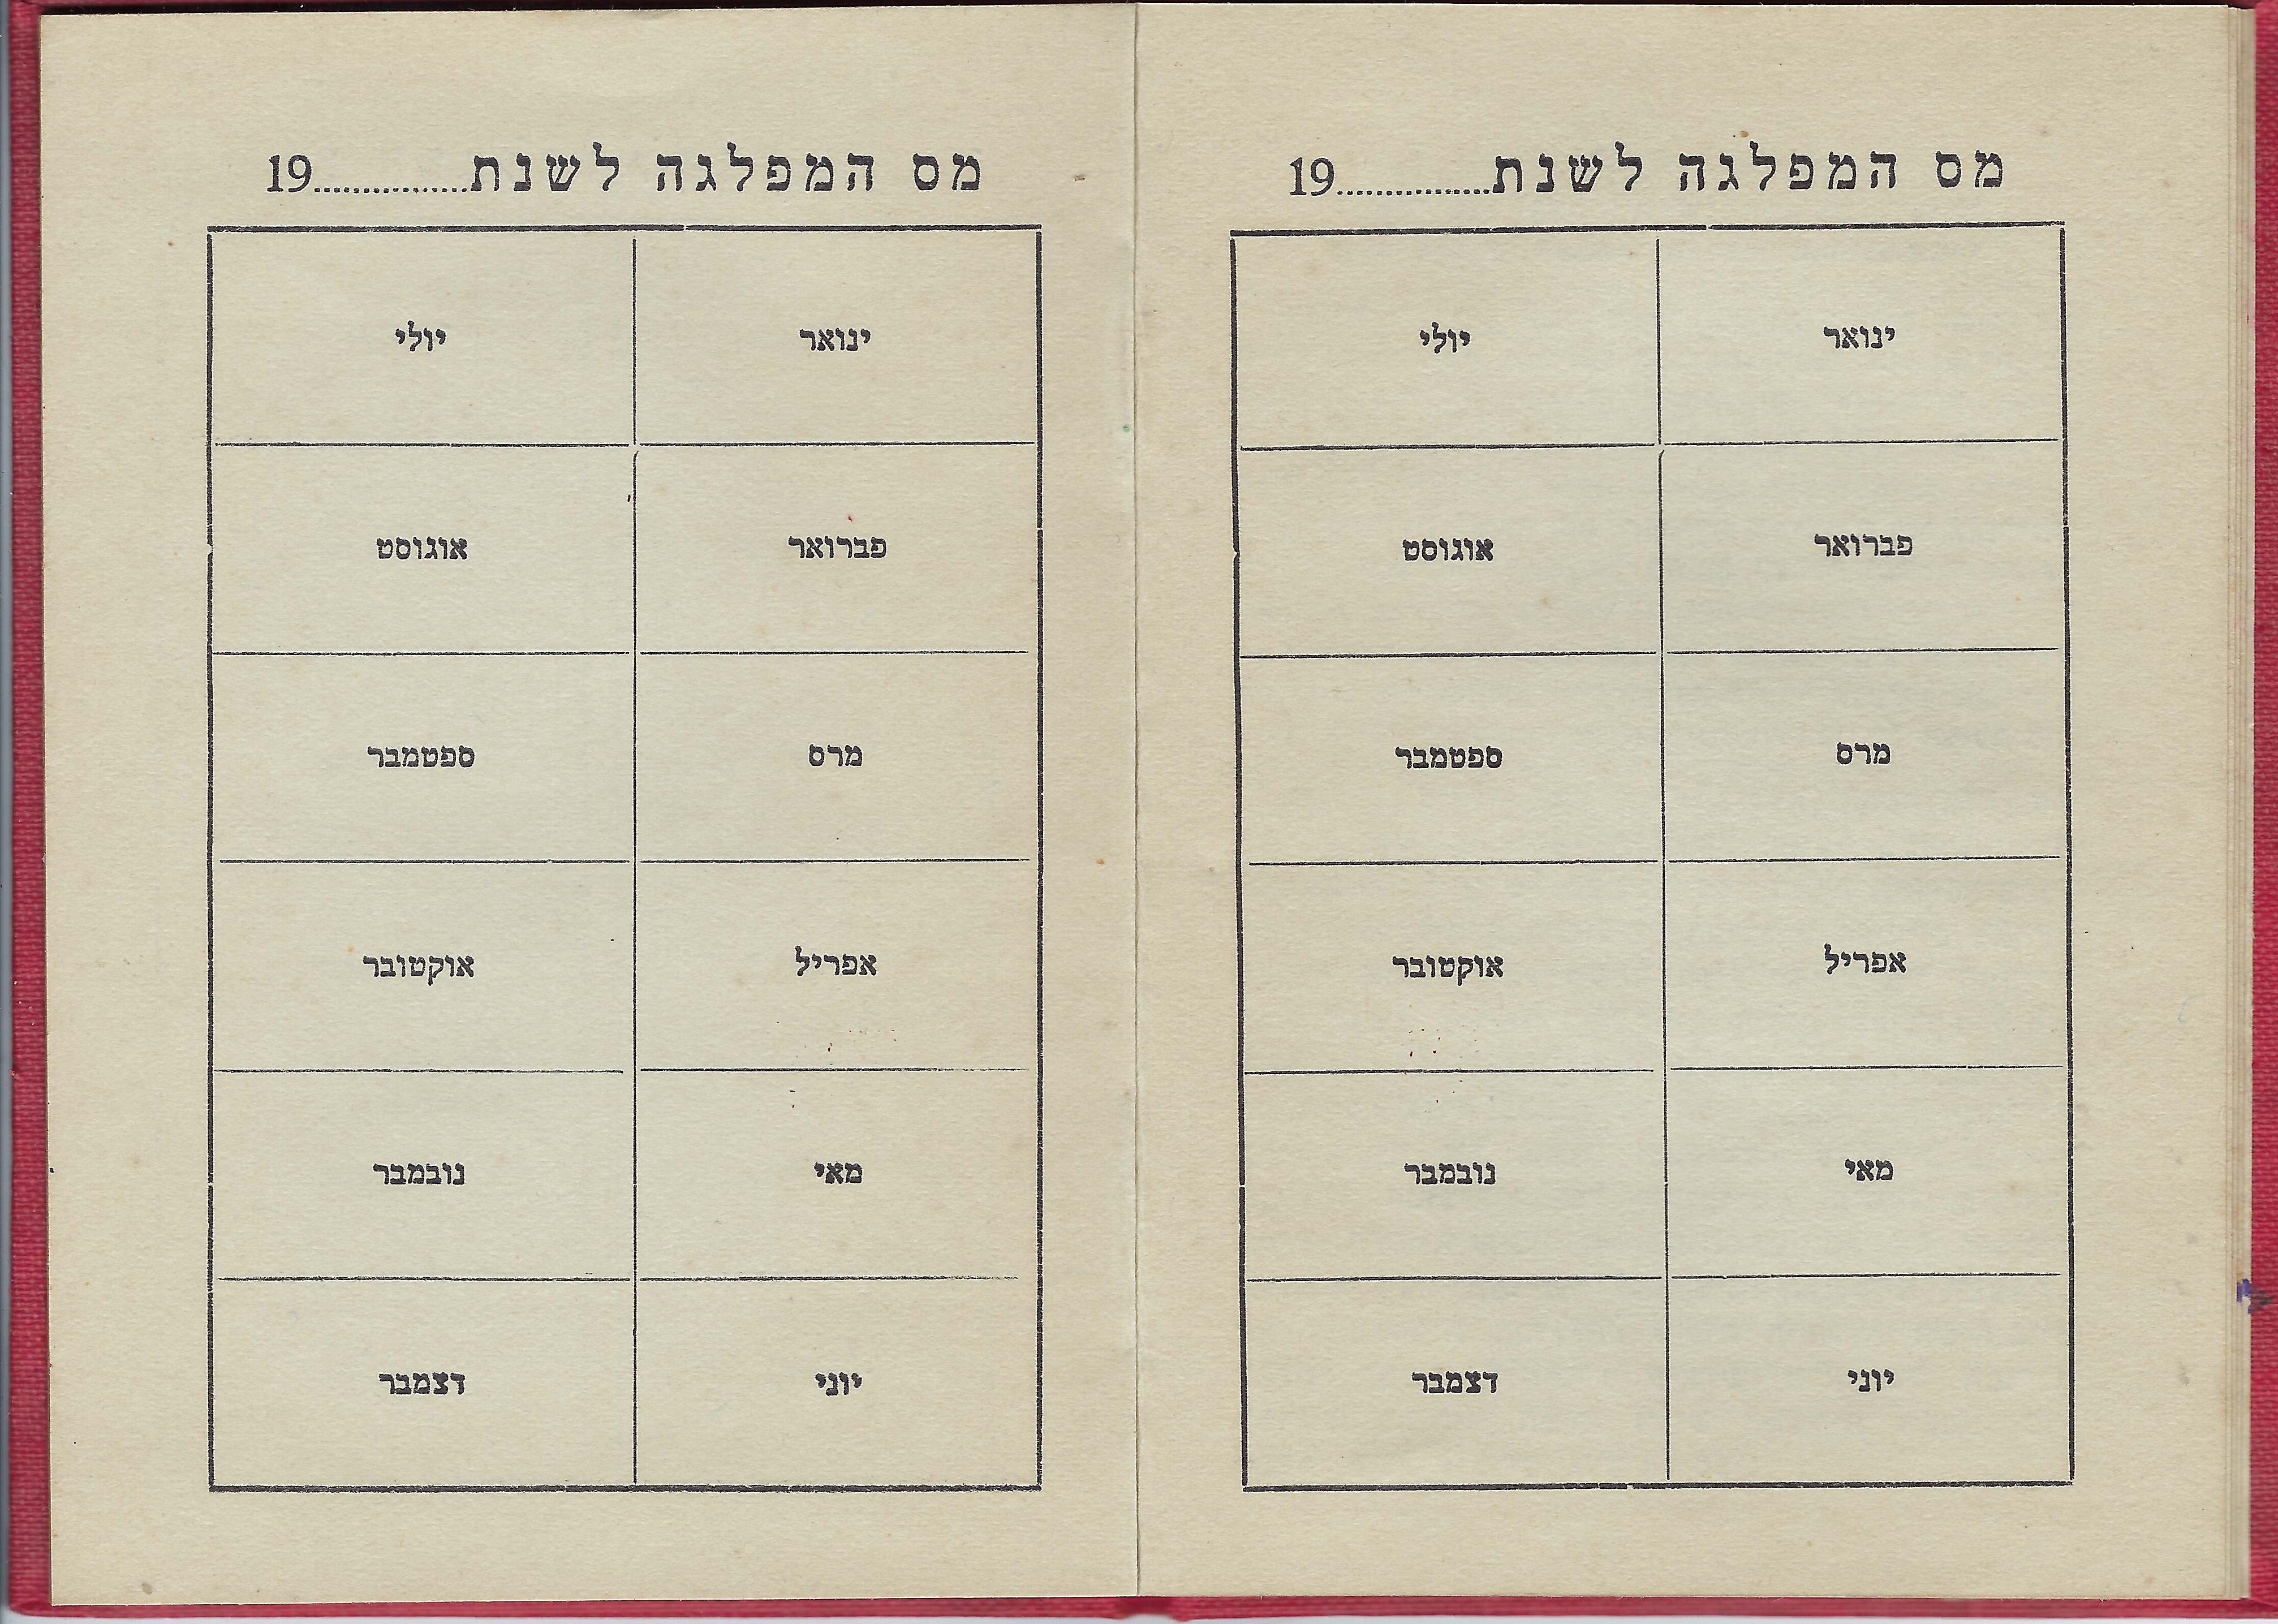 מס המפלגה לשנת................19
ינואר יולי
פברואר אוגוסט
מרס ספטמבר
אפריל אוקטובר
מאי נובמבר
יוני דצמבר
מס המפלגה לשנת................19
ינואר יולי
פברואר אוגוסט
מרס ספטמבר
אפריל אוקטובר
מאי נובמבר
יוני דצמבר